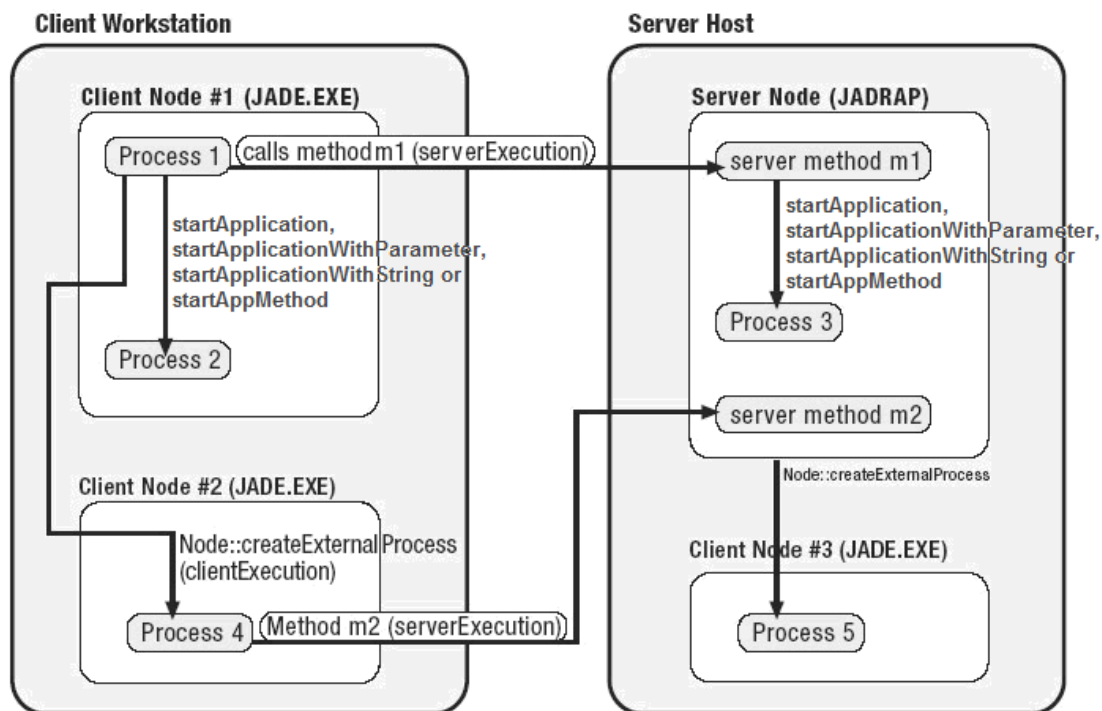 Client Workstation
Server Host
Client Node #1 (JADE.EXE)
Process 1
calls method m1 (serverExecution)
startApplication,
startApplicationWithParameter,
startApplicationWithString or
startAppMethod
Process 2
Server Node (JADRAP)
server method m1
startApplication,
startApplicationWithParameter,
startApplicationWithString or
startAppMethod
Process 3
server method m2
Node::createExternalProcess
Client Node #2 (JADE.EXE)
Node::createExternalProcess
(clientExecution)
Process 4
Method m2 (serverExecution)
Client Node #3 (JADE.EXE)
Process 5